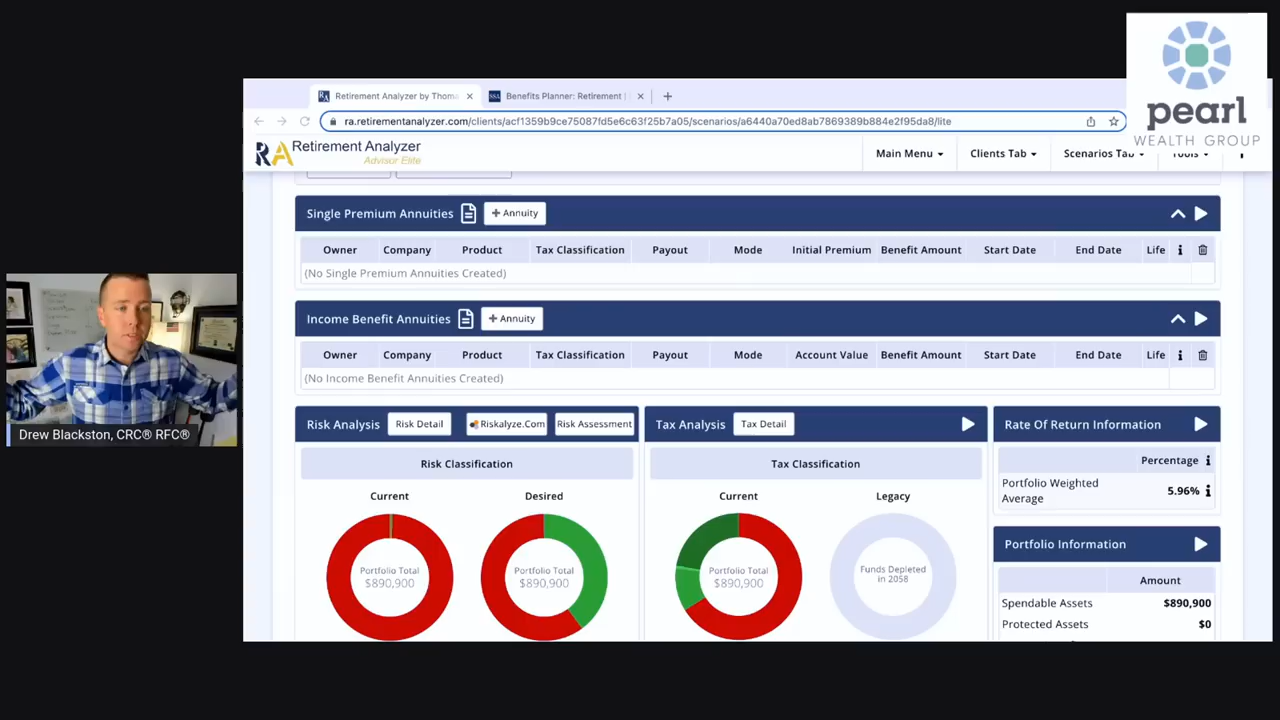 pearl
WEALTH GROUP
Retirement Analyzer by Thoma
Benefits Planner: Retirement
ra.retirementanalyzer.com/clients/acf1359b9ce75087fd5e6c63f25b7a05/scenarios/a6440a70ed8ab7869389b884e2f95da8/lite
RA Retirement Analyzer
Advisor Elite
Main Menu
Clients Tab
Scenarios Tab
Tools
Single Premium Annuities
+ Annuity
Owner Company Product Tax Classification Payout Mode Initial Premium Benefit Amount Start Date End Date Life
(No Single Premium Annuities Created)
Income Benefit Annuities
+ Annuity
Owner Company Product Tax Classification Payout Mode Account Value Benefit Amount Start Date End Date Life
(No Income Benefit Annuities Created)
Risk Analysis
Risk Detail
Riskalyze.Com
Risk Assessment
Risk Classification
Current
Desired
Portfolio Total
$890,900
Portfolio Total
$890,900
Tax Analysis
Tax Detail
Tax Classification
Current
Legacy
Portfolio Total
$890,900
Funds Depleted
in 2058
Rate Of Return Information
Percentage
Portfolio Weighted
Average
5.96%
Portfolio Information
Amount
Spendable Assets $890,900
Protected Assets $0
Drew Blackston, CRC® RFC®